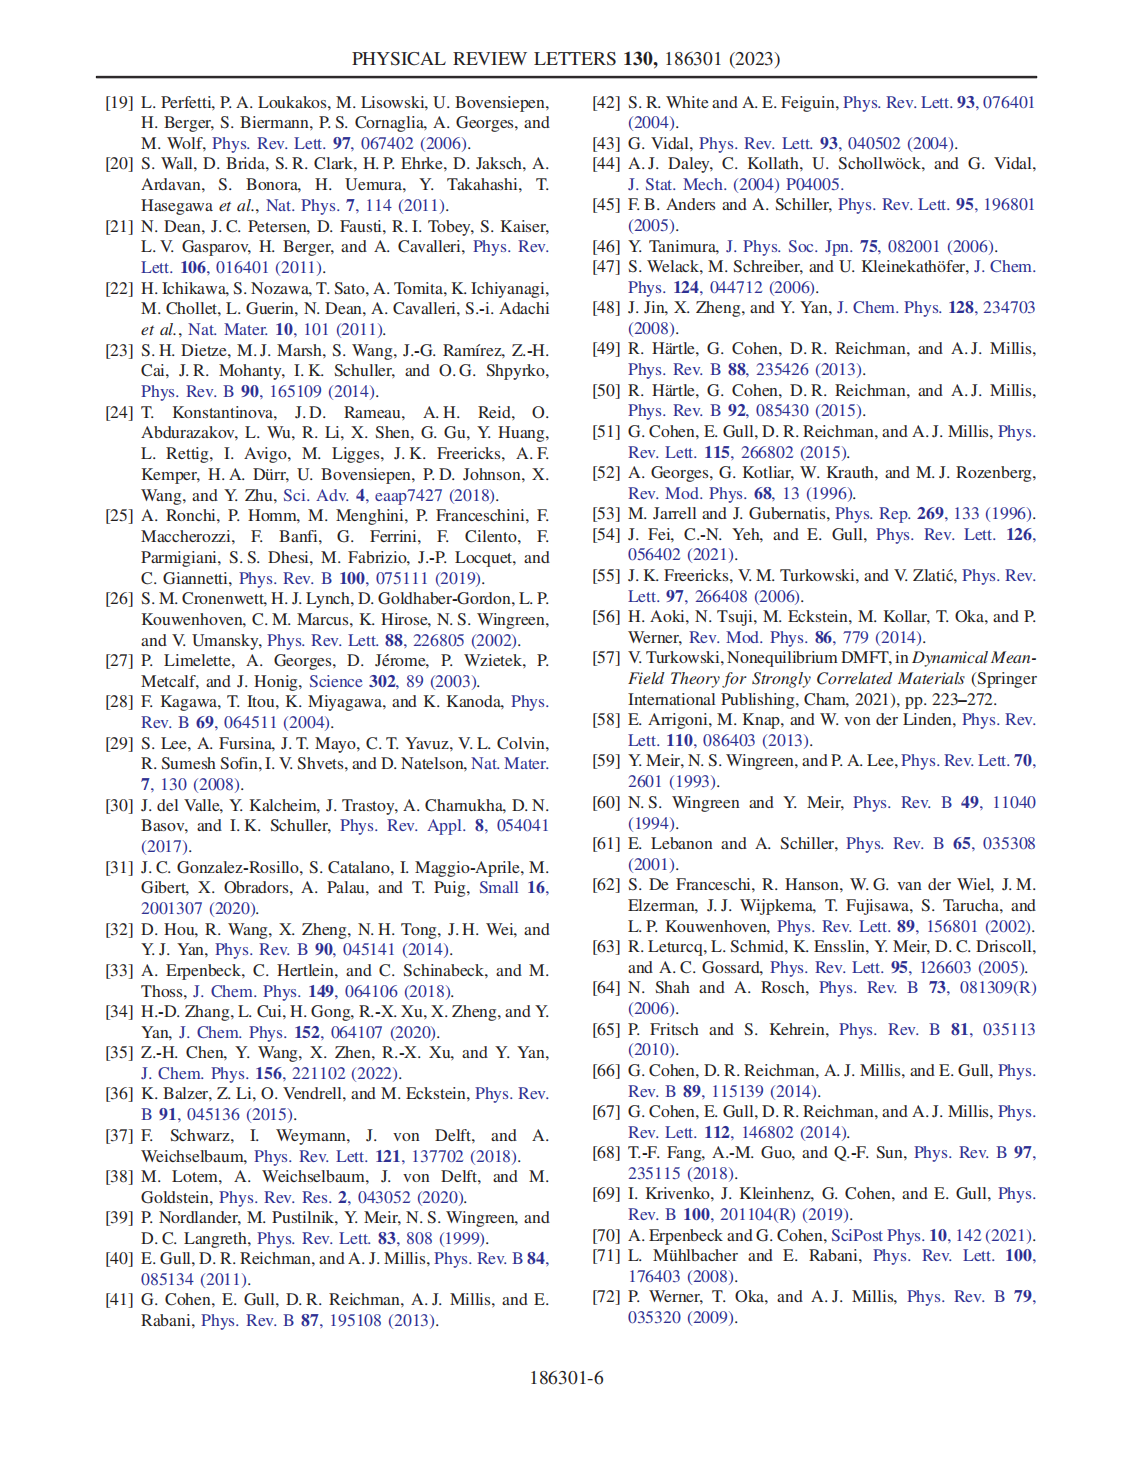 PHYSICAL REVIEW LETTERS 130, 186301 (2023)
[19] L. Perfetti, P. A. Loukakos, M. Lisowski, U. Bovensiepen,
H. Berger, S. Biermann, P. S. Cornaglia, A. Georges, and
M. Wolf, Phys. Rev. Lett. 97, 067402 (2006).
[20] S. Wall, D. Brida, S. R. Clark, H. P. Ehrke, D. Jaksch, A.
Ardavan, S. Bonora, H. Uemura, Y. Takahashi, T.
Hasegawa et al., Nat. Phys. 7, 114 (2011).
[21] N. Dean, J. C. Petersen, D. Fausti, R. I. Tobey, S. Kaiser,
L. V. Gasparov, H. Berger, and A. Cavalleri, Phys. Rev.
Lett. 106, 016401 (2011).
[22] H. Ichikawa, S. Nozawa, T. Sato, A. Tomita, K. Ichiyanagi,
M. Chollet, L. Guerin, N. Dean, A. Cavalleri, S.-i. Adachi
et al., Nat. Mater. 10, 101 (2011).
[23] S. H. Dietze, M. J. Marsh, S. Wang, J.-G. Ramírez, Z.-H.
Cai, J. R. Mohanty, I. K. Schuller, and O. G. Shpyrko,
Phys. Rev. B 90, 165109 (2014).
[24] T. Konstantinova, J. D. Rameau, A. H. Reid, O.
Abdurazakov, L. Wu, R. Li, X. Shen, G. Gu, Y. Huang,
L. Rettig, I. Avigo, M. Ligges, J. K. Freericks, A. F.
Kemper, H. A. Dürr, U. Bovensiepen, P. D. Johnson, X.
Wang, and Y. Zhu, Sci. Adv. 4, eaap7427 (2018).
[25] A. Ronchi, P. Homm, M. Menghini, P. Franceschini, F.
Maccherozzi, F. Banfi, G. Ferrini, F. Cilento, F.
Parmigiani, S. S. Dhesi, M. Fabrizio, J.-P. Locquet, and
C. Giannetti, Phys. Rev. B 100, 075111 (2019).
[26] S. M. Cronenwett, H. J. Lynch, D. Goldhaber-Gordon, L. P.
Kouwenhoven, C. M. Marcus, K. Hirose, N. S. Wingreen,
and V. Umansky, Phys. Rev. Lett. 88, 226805 (2002).
[27] P. Limelette, A. Georges, D. Jérome, P. Wzietek, P.
Metcalf, and J. Honig, Science 302, 89 (2003).
[28] F. Kagawa, T. Itou, K. Miyagawa, and K. Kanoda, Phys.
Rev. B 69, 064511 (2004).
[29] S. Lee, A. Fursina, J. T. Mayo, C. T. Yavuz, V. L. Colvin,
R. Sumesh Sofin, I. V. Shvets, and D. Natelson, Nat. Mater.
7, 130 (2008).
[30] J. del Valle, Y. Kalcheim, J. Trastoy, A. Charnukha, D. N.
Basov, and I. K. Schuller, Phys. Rev. Appl. 8, 054041
(2017).
[31] J. C. Gonzalez-Rosillo, S. Catalano, I. Maggio-Aprile, M.
Gibert, X. Obradors, A. Palau, and T. Puig, Small 16,
2001307 (2020).
[32] D. Hou, R. Wang, X. Zheng, N. H. Tong, J. H. Wei, and
Y. J. Yan, Phys. Rev. B 90, 045141 (2014).
[33] A. Erpenbeck, C. Hertlein, and C. Schinabeck, and M.
Thoss, J. Chem. Phys. 149, 064106 (2018).
[34] H.-D. Zhang, L. Cui, H. Gong, R.-X. Xu, X. Zheng, and Y.
Yan, J. Chem. Phys. 152, 064107 (2020).
[35] Z.-H. Chen, Y. Wang, X. Zhen, R.-X. Xu, and Y. Yan,
J. Chem. Phys. 156, 221102 (2022).
[36] K. Balzer, Z. Li, O. Vendrell, and M. Eckstein, Phys. Rev.
B 91, 045136 (2015).
[37] F. Schwarz, I. Weymann, J. von Delft, and A.
Weichselbaum, Phys. Rev. Lett. 121, 137702 (2018).
[38] M. Lotem, A. Weichselbaum, J. von Delft, and M.
Goldstein, Phys. Rev. Res. 2, 043052 (2020).
[39] P. Nordlander, M. Pustilnik, Y. Meir, N. S. Wingreen, and
D. C. Langreth, Phys. Rev. Lett. 83, 808 (1999).
[40] E. Gull, D. R. Reichman, and A. J. Millis, Phys. Rev. B 84,
085134 (2011).
[41] G. Cohen, E. Gull, D. R. Reichman, A. J. Millis, and E.
Rabani, Phys. Rev. B 87, 195108 (2013).
[42] S. R. White and A. E. Feiguin, Phys. Rev. Lett. 93, 076401
(2004).
[43] G. Vidal, Phys. Rev. Lett. 93, 040502 (2004).
[44] A. J. Daley, C. Kollath, U. Schollwöck, and G. Vidal,
J. Stat. Mech. (2004) P04005.
[45] F. B. Anders and A. Schiller, Phys. Rev. Lett. 95, 196801
(2005).
[46] Y. Tanimura, J. Phys. Soc. Jpn. 75, 082001 (2006).
[47] S. Welack, M. Schreiber, and U. Kleinekathöfer, J. Chem.
Phys. 124, 044712 (2006).
[48] J. Jin, X. Zheng, and Y. Yan, J. Chem. Phys. 128, 234703
(2008).
[49] R. Härtle, G. Cohen, D. R. Reichman, and A. J. Millis,
Phys. Rev. B 88, 235426 (2013).
[50] R. Härtle, G. Cohen, D. R. Reichman, and A. J. Millis,
Phys. Rev. B 92, 085430 (2015).
[51] G. Cohen, E. Gull, D. R. Reichman, and A. J. Millis, Phys.
Rev. Lett. 115, 266802 (2015).
[52] A. Georges, G. Kotliar, W. Krauth, and M. J. Rozenberg,
Rev. Mod. Phys. 68, 13 (1996).
[53] M. Jarrell and J. Gubernatis, Phys. Rep. 269, 133 (1996).
[54] J. Fei, C.-N. Yeh, and E. Gull, Phys. Rev. Lett. 126,
056402 (2021).
[55] J. K. Freericks, V. M. Turkowski, and V. Zlatić, Phys. Rev.
Lett. 97, 266408 (2006).
[56] H. Aoki, N. Tsuji, M. Eckstein, M. Kollar, T. Oka, and P.
Werner, Rev. Mod. Phys. 86, 779 (2014).
[57] V. Turkowski, Nonequilibrium DMFT, in Dynamical Mean-
Field Theory for Strongly Correlated Materials (Springer
International Publishing, Cham, 2021), pp. 223–272.
[58] E. Arrigoni, M. Knap, and W. von der Linden, Phys. Rev.
Lett. 110, 086403 (2013).
[59] Y. Meir, N. S. Wingreen, and P. A. Lee, Phys. Rev. Lett. 70,
2601 (1993).
[60] N. S. Wingreen and Y. Meir, Phys. Rev. B 49, 11040
(1994).
[61] E. Lebanon and A. Schiller, Phys. Rev. B 65, 035308
(2001).
[62] S. De Franceschi, R. Hanson, W. G. van der Wiel, J. M.
Elzerman, J. J. Wijpkema, T. Fujisawa, S. Tarucha, and
L. P. Kouwenhoven, Phys. Rev. Lett. 89, 156801 (2002).
[63] R. Leturcq, L. Schmid, K. Ensslin, Y. Meir, D. C. Driscoll,
and A. C. Gossard, Phys. Rev. Lett. 95, 126603 (2005).
[64] N. Shah and A. Rosch, Phys. Rev. B 73, 081309(R)
(2006).
[65] P. Fritsch and S. Kehrein, Phys. Rev. B 81, 035113
(2010).
[66] G. Cohen, D. R. Reichman, A. J. Millis, and E. Gull, Phys.
Rev. B 89, 115139 (2014).
[67] G. Cohen, E. Gull, D. R. Reichman, and A. J. Millis, Phys.
Rev. Lett. 112, 146802 (2014).
[68] T.-F. Fang, A.-M. Guo, and Q.-F. Sun, Phys. Rev. B 97,
235115 (2018).
[69] I. Krivenko, J. Kleinhenz, G. Cohen, and E. Gull, Phys.
Rev. B 100, 201104(R) (2019).
[70] A. Erpenbeck and G. Cohen, SciPost Phys. 10, 142 (2021).
[71] L. Mühlbacher and E. Rabani, Phys. Rev. Lett. 100,
176403 (2008).
[72] P. Werner, T. Oka, and A. J. Millis, Phys. Rev. B 79,
035320 (2009).
186301-6